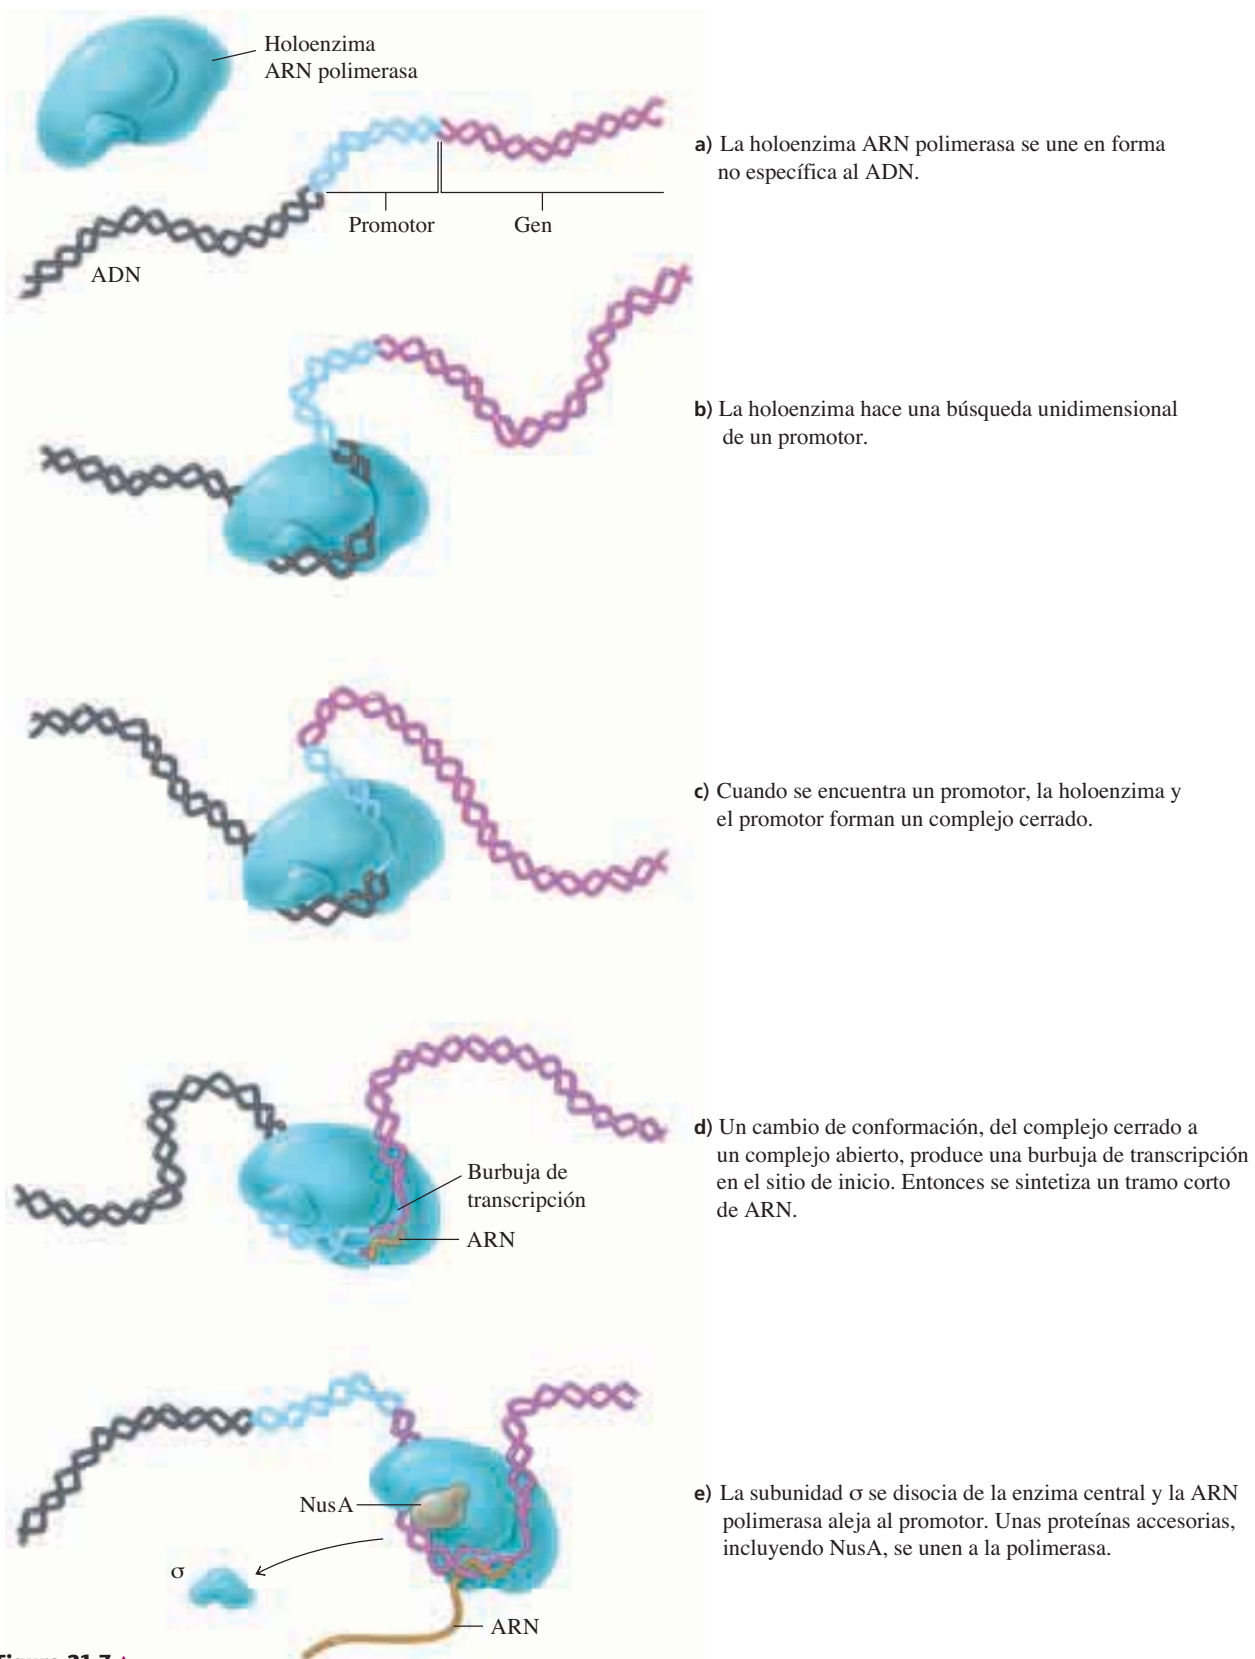 Holoenzima
ARN polimerasa
a) La holoenzima ARN polimerasa se une en forma
no específica al ADN.
Promotor
Gen
ADN
b) La holoenzima hace una búsqueda unidimensional
de un promotor.
c) Cuando se encuentra un promotor, la holoenzima y
el promotor forman un complejo cerrado.
d) Un cambio de conformación, del complejo cerrado a
un complejo abierto, produce una burbuja de transcripción
en el sitio de inicio. Entonces se sintetiza un tramo corto
de ARN.
Burbuja de
transcripción
ARN
e) La subunidad σ se disocia de la enzima central y la ARN
polimerasa aleja al promotor. Unas proteínas accesorias,
incluyendo NusA, se unen a la polimerasa.
NusA
σ
ARN
Figura 21.7 ▲